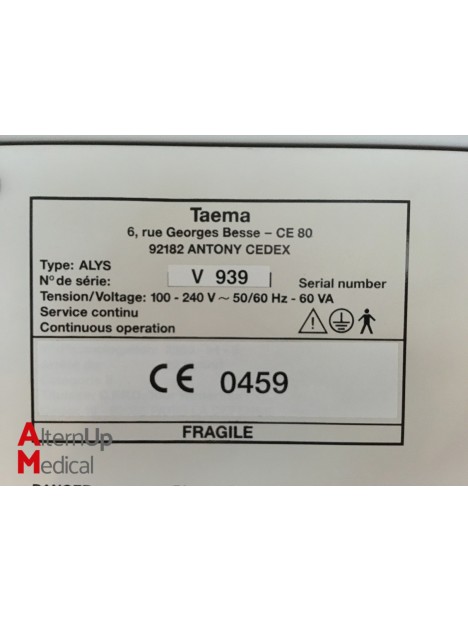 Taema
6, rue Georges Besse – CE 80
92182 ANTONY CEDEX
Type: ALYS
N° de série: V 939 Serial number
Tension/Voltage: 100 - 240 V ~ 50/60 Hz - 60 VA
Service continu
Continuous operation
CE 0459
FRAGILE
AlternUp
Medical